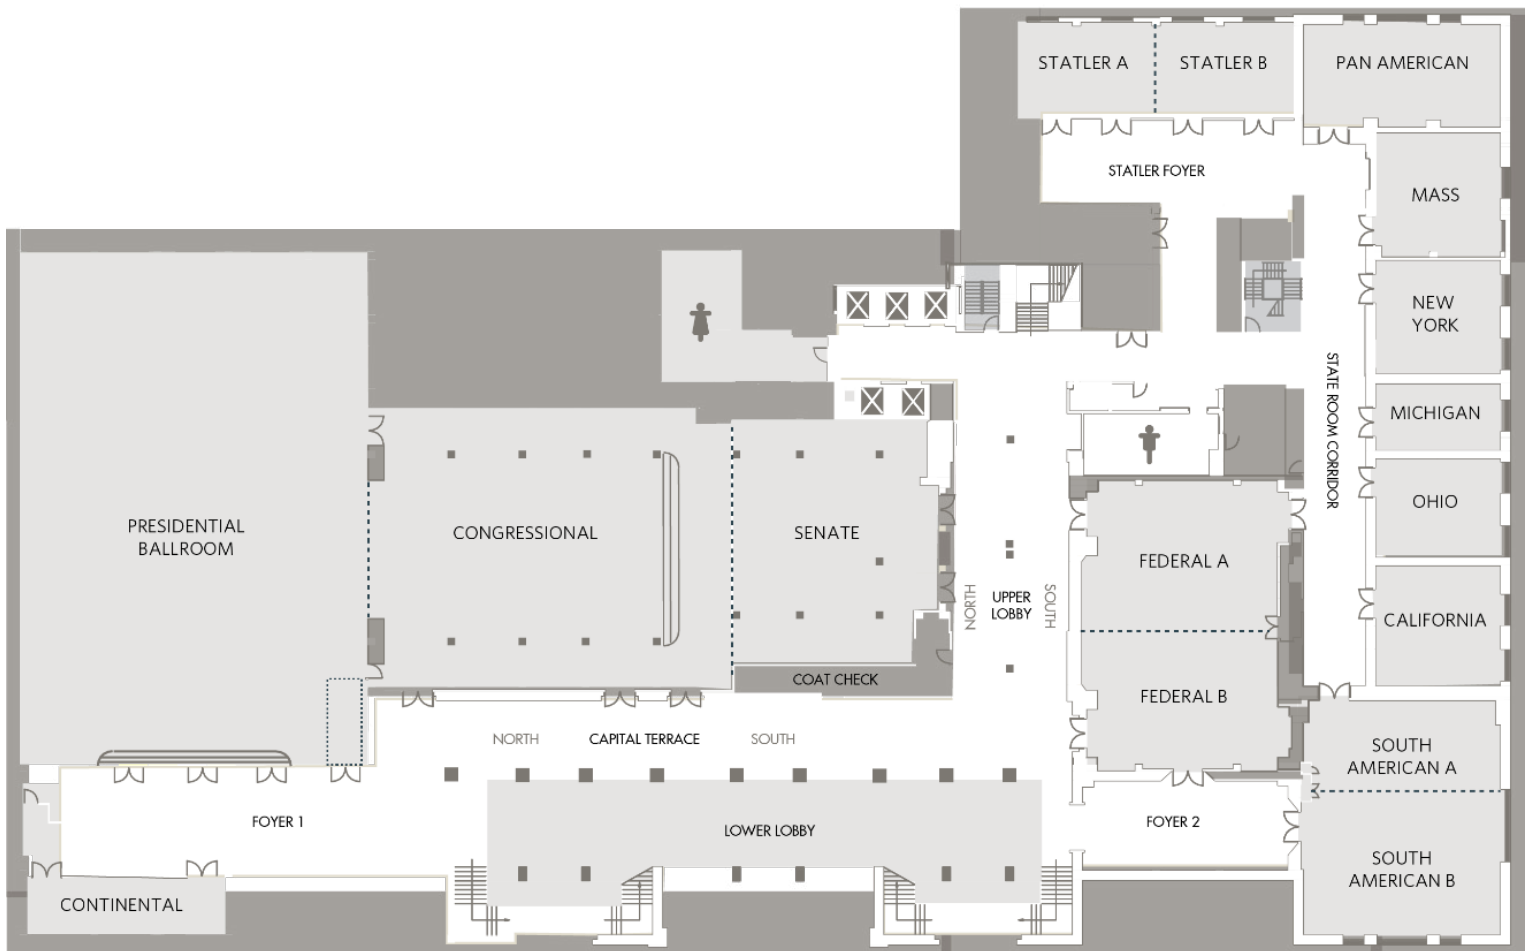 STATLER A
STATLER B
PAN AMERICAN
STATLER FOYER
MASS
NEW
YORK
STATE ROOM CORRIDOR
MICHIGAN
OHIO
PRESIDENTIAL
BALLROOM
CONGRESSIONAL
SENATE
FEDERAL A
NORTH
UPPER
LOBBY
SOUTH
CALIFORNIA
COAT CHECK
FEDERAL B
NORTH
CAPITAL TERRACE
SOUTH
SOUTH
AMERICAN A
FOYER 1
LOWER LOBBY
FOYER 2
SOUTH
AMERICAN B
CONTINENTAL